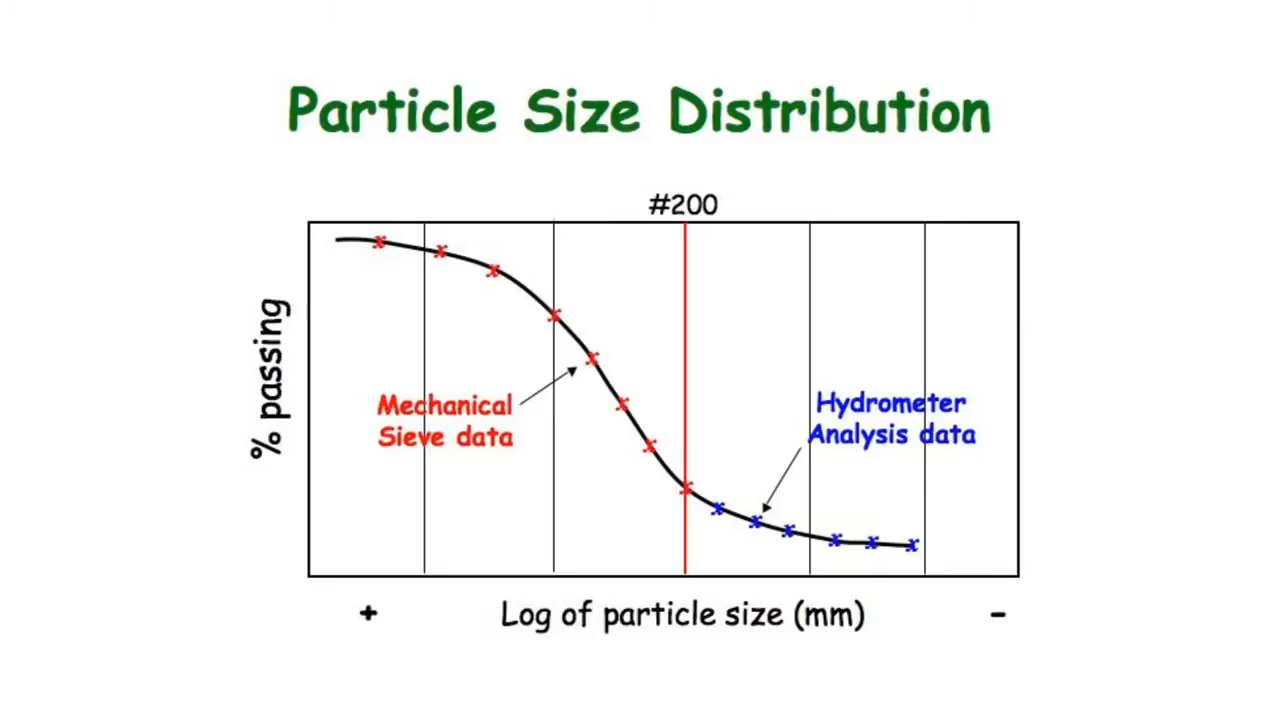 Particle Size Distribution
#200
% passing
Mechanical
Sieve data
Hydrometer
Analysis data
+ Log of particle size (mm) -